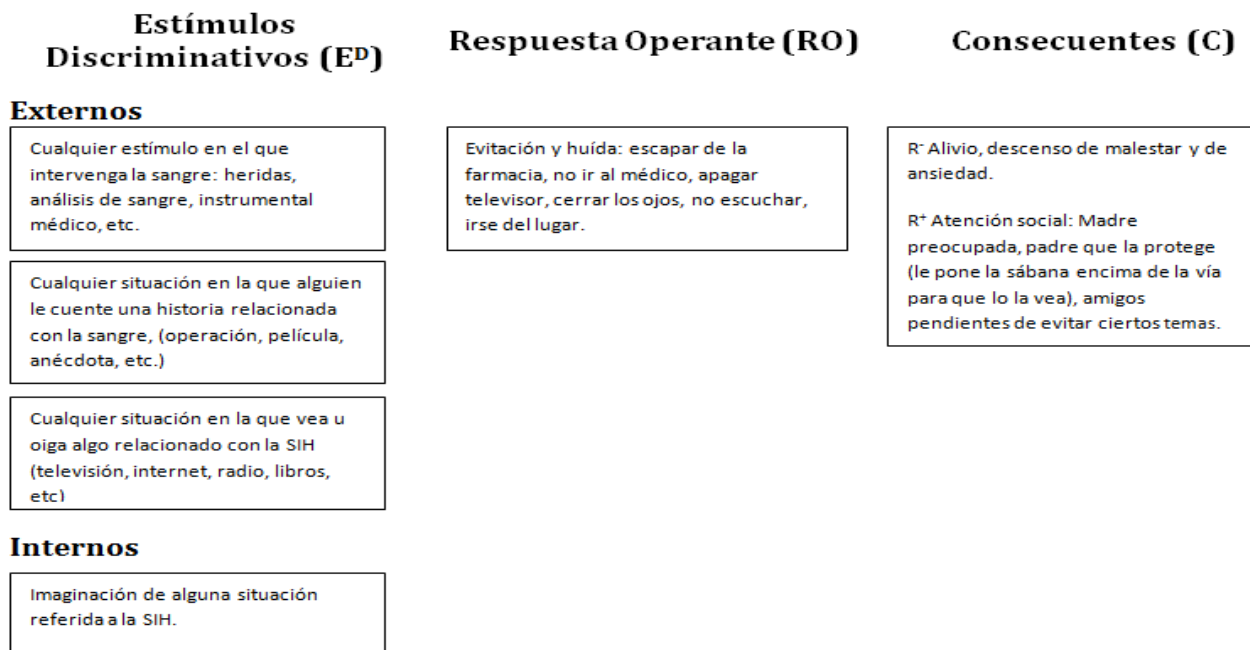 Estímulos
Discriminativos (Eᴰ)
Respuesta Operante (RO)
Consecuentes (C)
Externos
Cualquier estímulo en el que
intervenga la sangre: heridas,
análisis de sangre, instrumental
médico, etc.
Cualquier situación en la que alguien
le cuente una historia relacionada
con la sangre, (operación, película,
anécdota, etc.)
Cualquier situación en la que vea u
oiga algo relacionado con la SIH
(televisión, internet, radio, libros,
etc)
Internos
Imaginación de alguna situación
referida a la SIH.
Evitación y huída: escapar de la
farmacia, no ir al médico, apagar
televisor, cerrar los ojos, no escuchar,
irse del lugar.
R⁻ Alivio, descenso de malestar y de
ansiedad.
R⁺ Atención social: Madre
preocupada, padre que la protege
(le pone la sábana encima de la vía
para que lo la vea), amigos
pendientes de evitar ciertos temas.